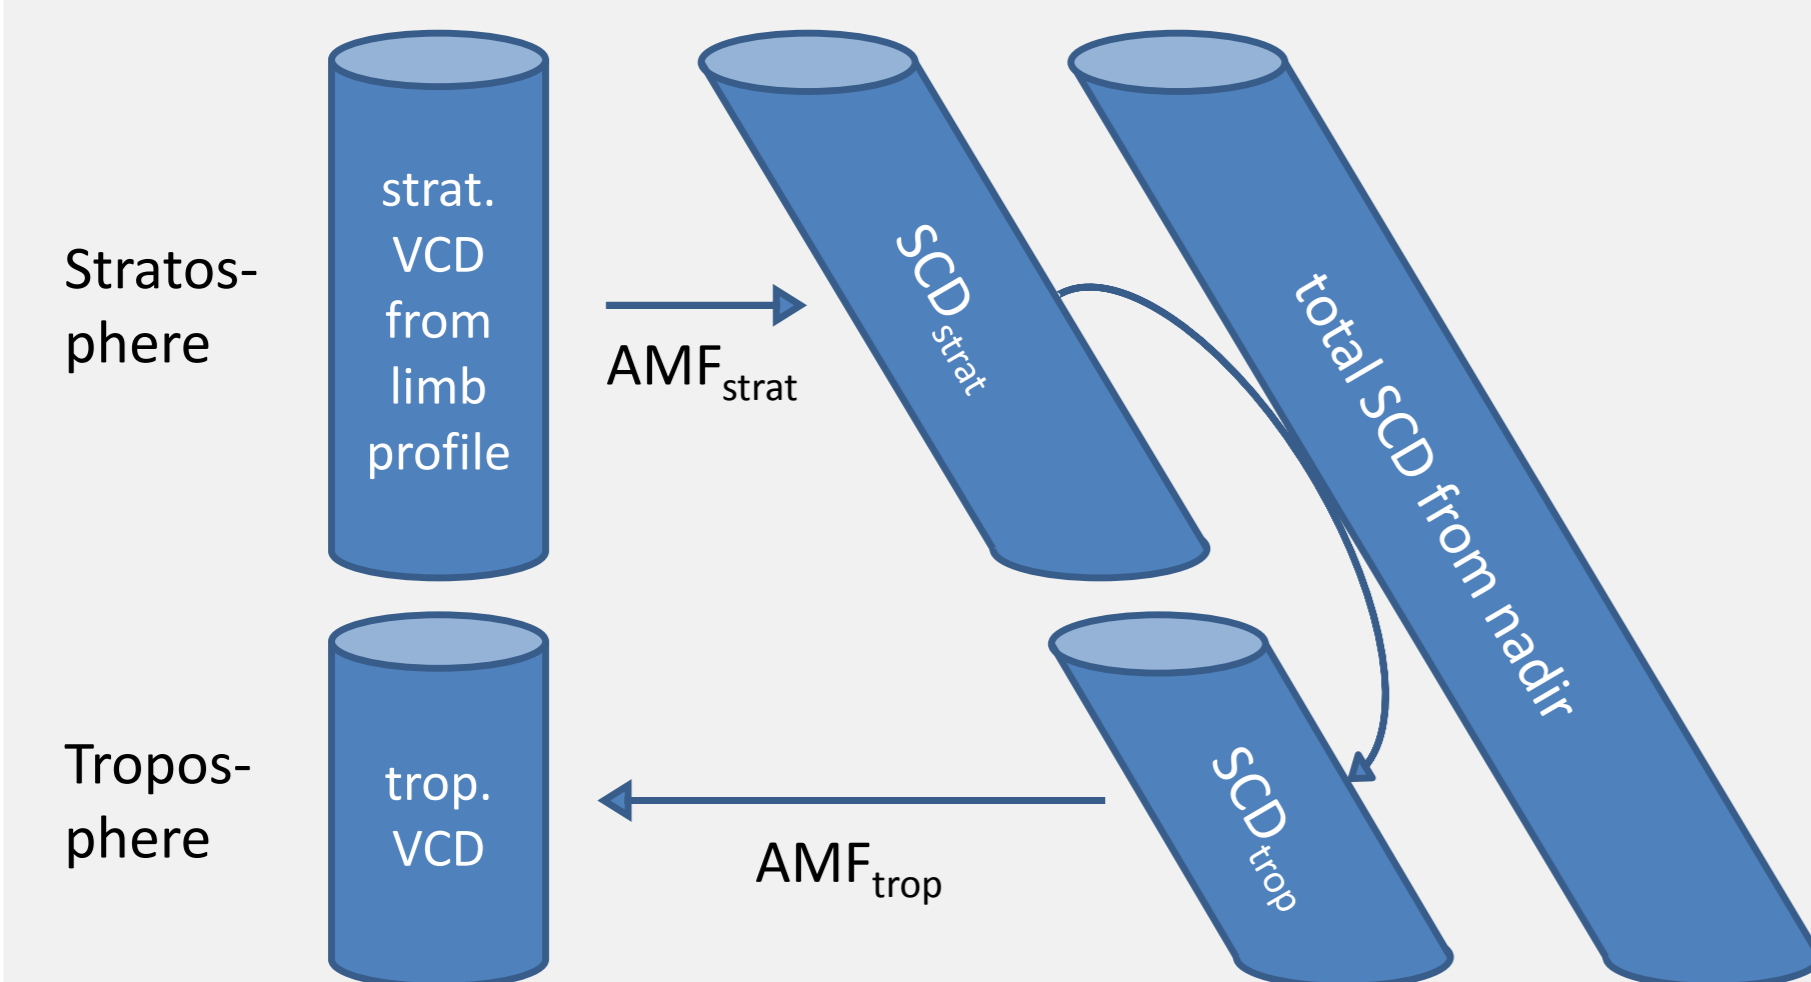 Stratos-
phere
strat.
VCD
from
limb
profile
AMFstrat
SCDstrat
total SCD from nadir
Tropos-
phere
trop.
VCD
AMFtrop
SCDtrop